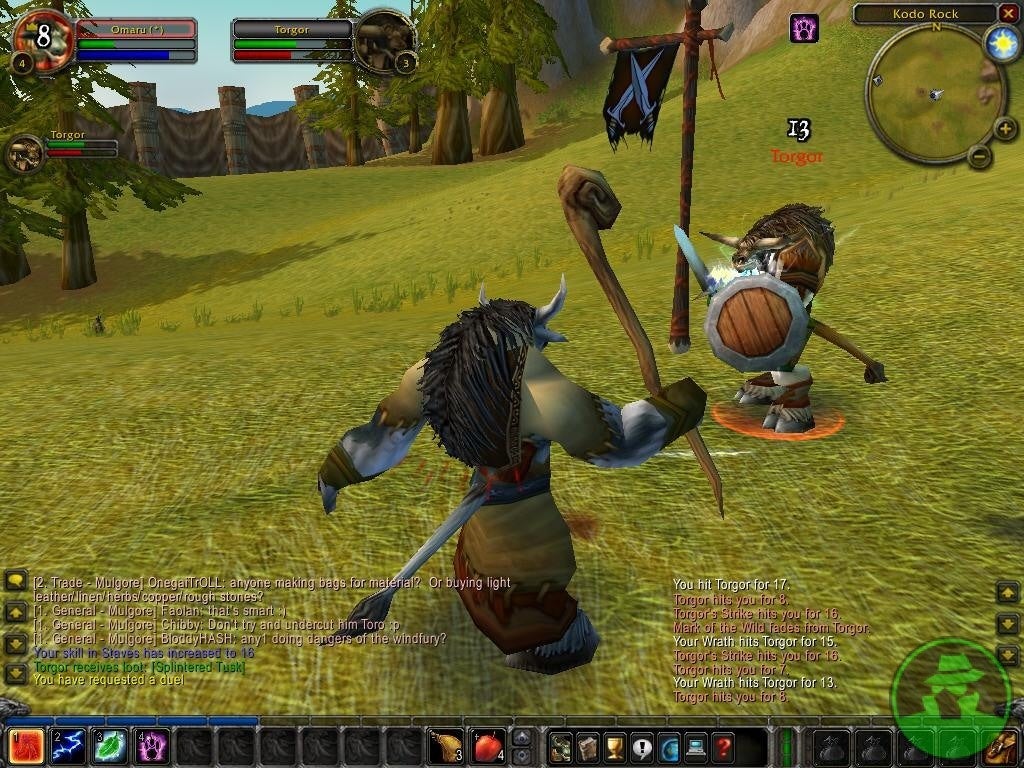 8
Omaru (*)
4
Torgor
3
Kodo Rock
N
Torgor
13
Torgor
[2. Trade - Mulgore] OnegaiTrOLL: anyone making bags for material?  Or buying light
leather/linen/herbs/copper/rough stones?
[1. General - Mulgore] Faolan: that's smart :)
[1. General - Mulgore] Chibby: Don't try and undercut him Toro :p
[1. General - Mulgore] BloddyHASH: any1 doing dangers of the windfury?
Your skill in Staves has increased to 16
Torgor receives loot: [Splintered Tusk]
You have requested a duel
You hit Torgor for 17.
Torgor hits you for 8.
Torgor's Strike hits you for 16.
Mark of the Wild fades from Torgor.
Your Wrath hits Torgor for 15.
Torgor's Strike hits you for 16.
Torgor hits you for 7.
Your Wrath hits Torgor for 13.
Torgor hits you for 8.
1 2 3 4 3 4